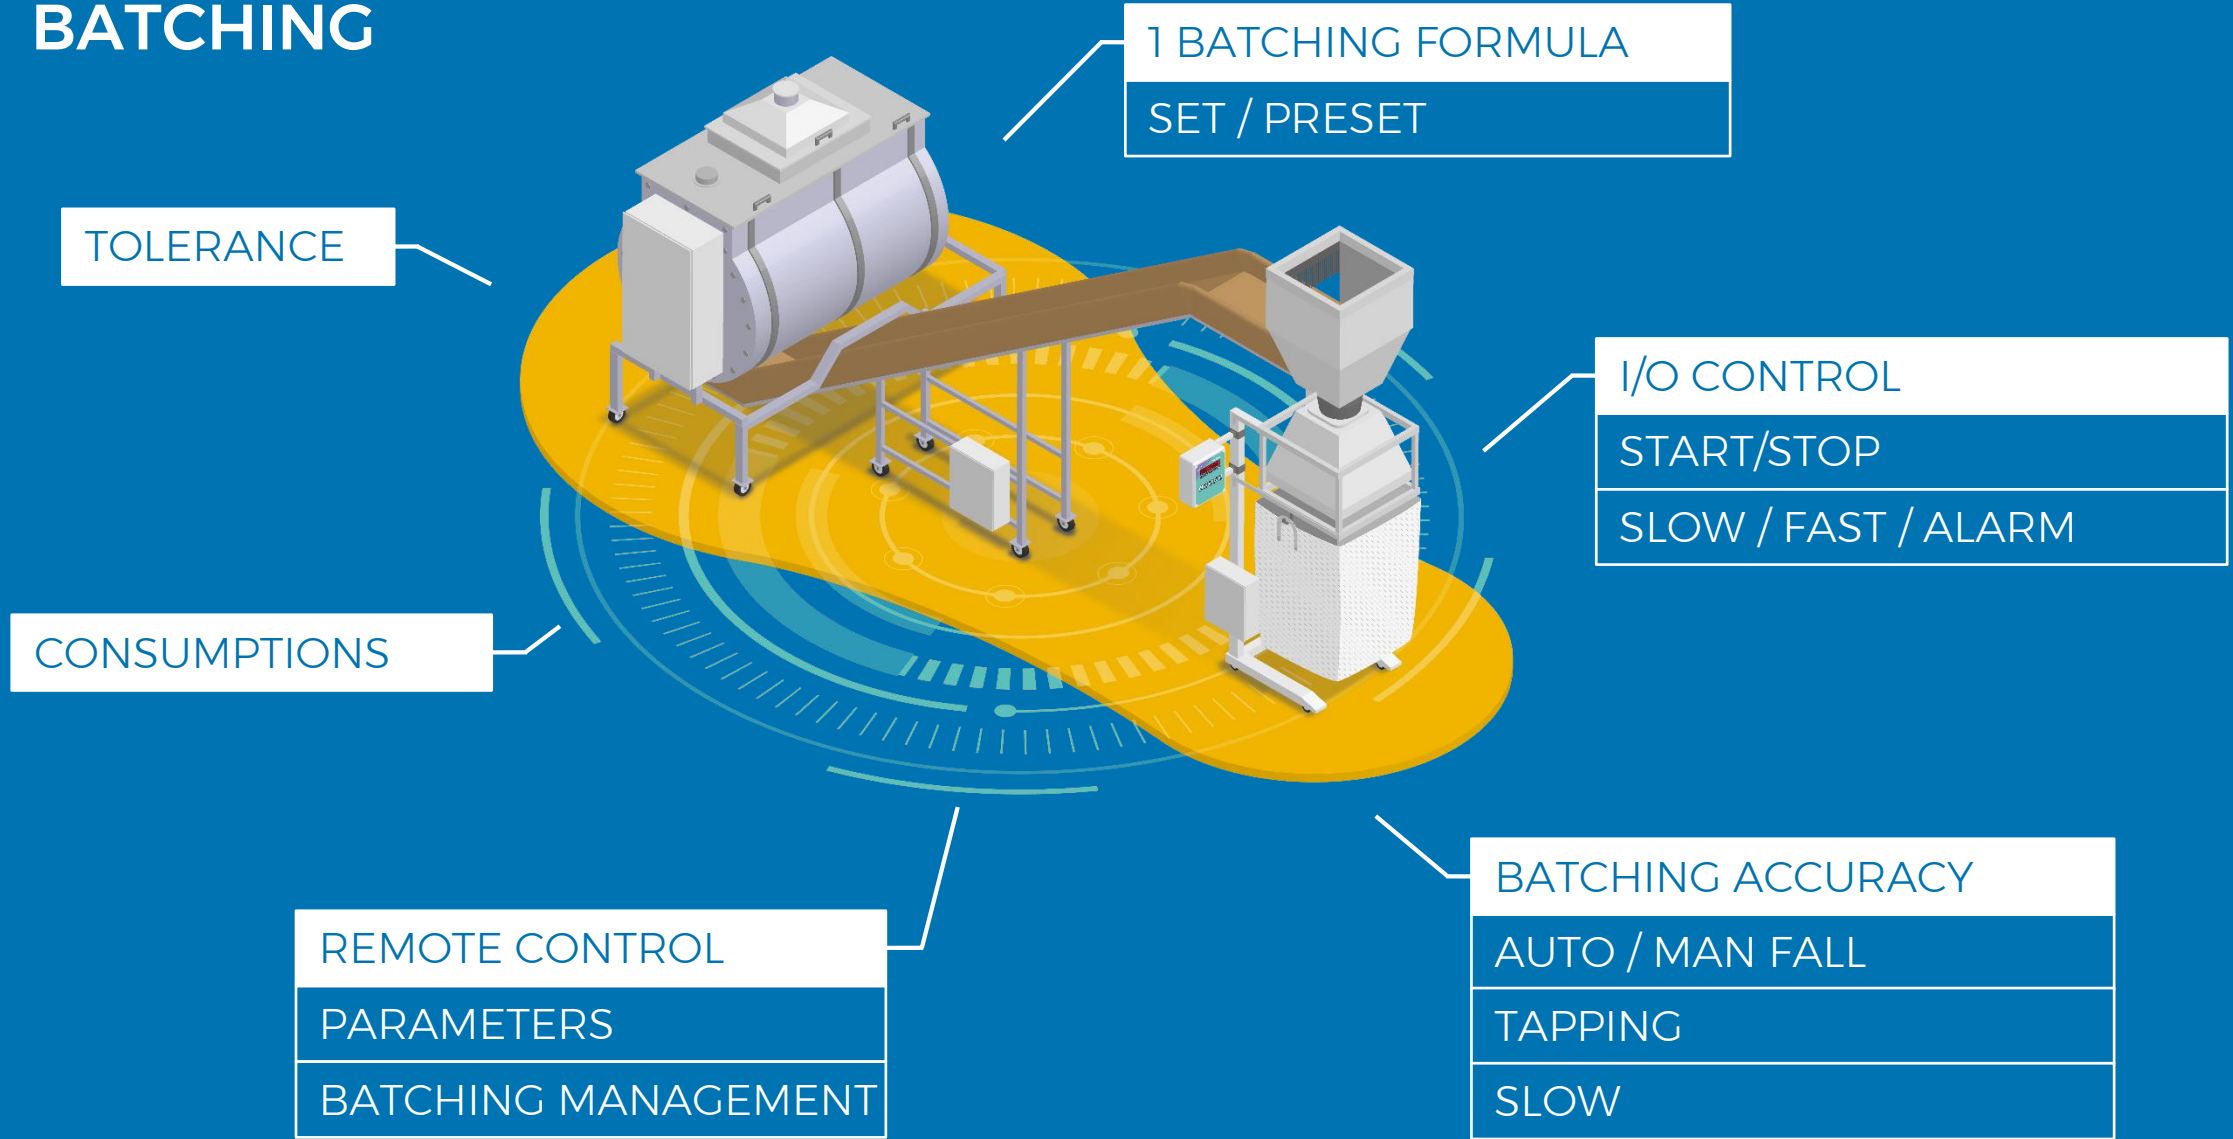 BATCHING
1 BATCHING FORMULA
SET / PRESET
TOLERANCE
I/O CONTROL
START/STOP
SLOW / FAST / ALARM
CONSUMPTIONS
BATCHING ACCURACY
AUTO / MAN FALL
TAPPING
SLOW
REMOTE CONTROL
PARAMETERS
BATCHING MANAGEMENT